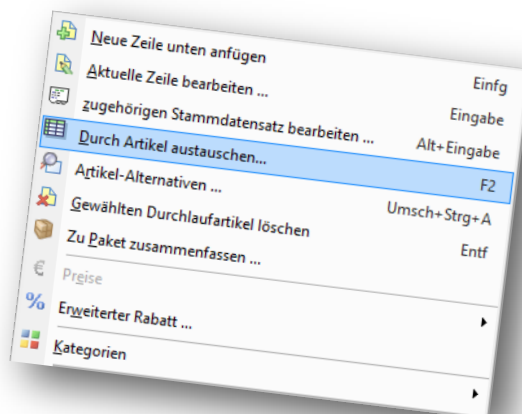 Neue Zeile unten anfügen Einfg
Aktuelle Zeile bearbeiten ... Eingabe
zugehörigen Stammdatensatz bearbeiten ... Alt+Eingabe
Durch Artikel austauschen... F2
Artikel-Alternativen ... Umsch+Strg+A
Gewählten Durchlaufartikel löschen Entf
Zu Paket zusammenfassen ...
Preise
Erweiterter Rabatt ...
Kategorien